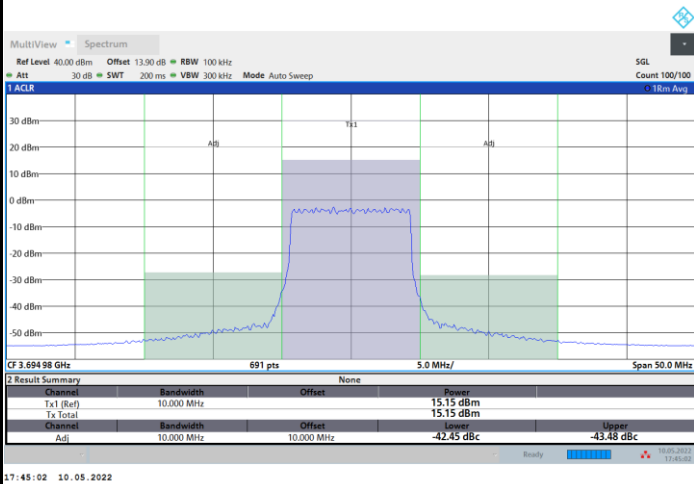 MultiView Spectrum
Ref Level 40.00 dBm Offset 13.90 dB RBW 100 kHz SGL
Att 30 dB SWT 200 ms VBW 300 kHz Mode Auto Sweep Count 100/100
1 ACLR 1Rm Avg
30 dBm
Tx1
20 dBm
Adj Adj
10 dBm
0 dBm
-10 dBm
-20 dBm
-30 dBm
-40 dBm
-50 dBm
CF 3.69498 GHz 691 pts 5.0 MHz/ Span 50.0 MHz
2 Result Summary None
Channel Bandwidth Offset Power
Tx1 (Ref) 10.000 MHz 15.15 dBm
Tx Total 15.15 dBm
Channel Bandwidth Offset Lower Upper
Adj 10.000 MHz 10.000 MHz -42.45 dBc -43.48 dBc
Ready 10.05.2022
17:45:02
17:45:02 10.05.2022